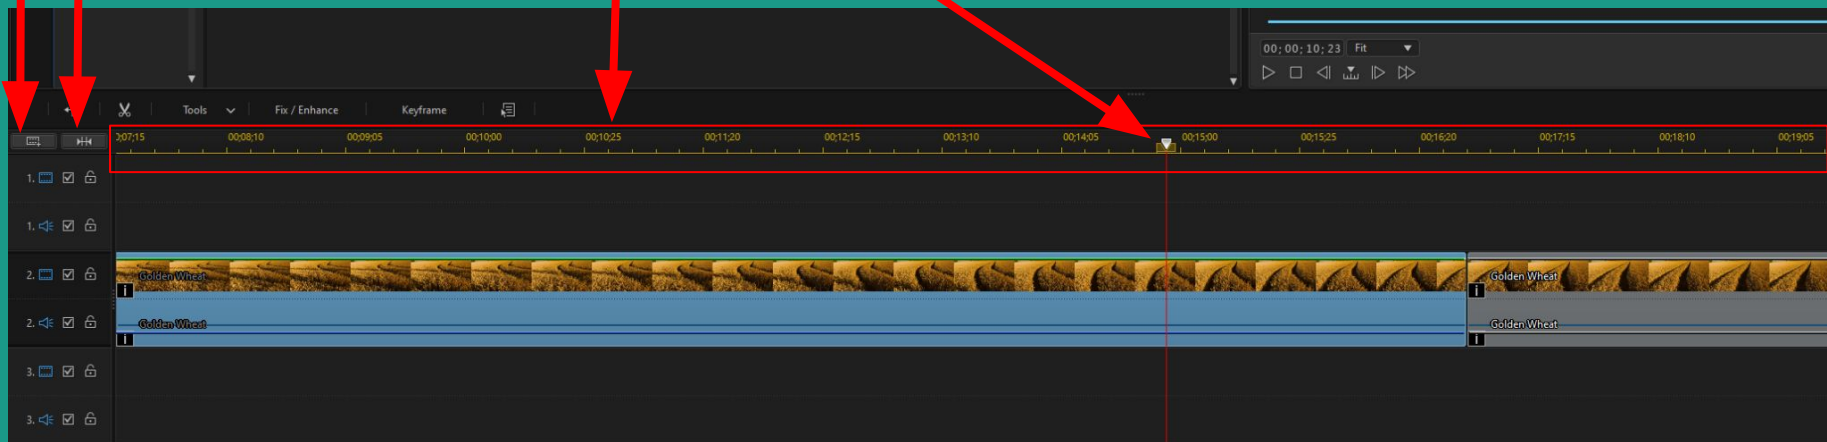 00; 00; 10; 23 Fit
Tools Fix / Enhance Keyframe
00;08;10 00;09;05 00;10;00 00;10;25 00;11;20 00;12;15 00;13;10 00;14;05 00;15;00 00;15;25 00;16;20 00;17;15 00;18;10 00;19;05
1.
1.
2. Golden Wheat Golden Wheat
i i
2. Golden Wheat Golden Wheat
i i
3.
3.